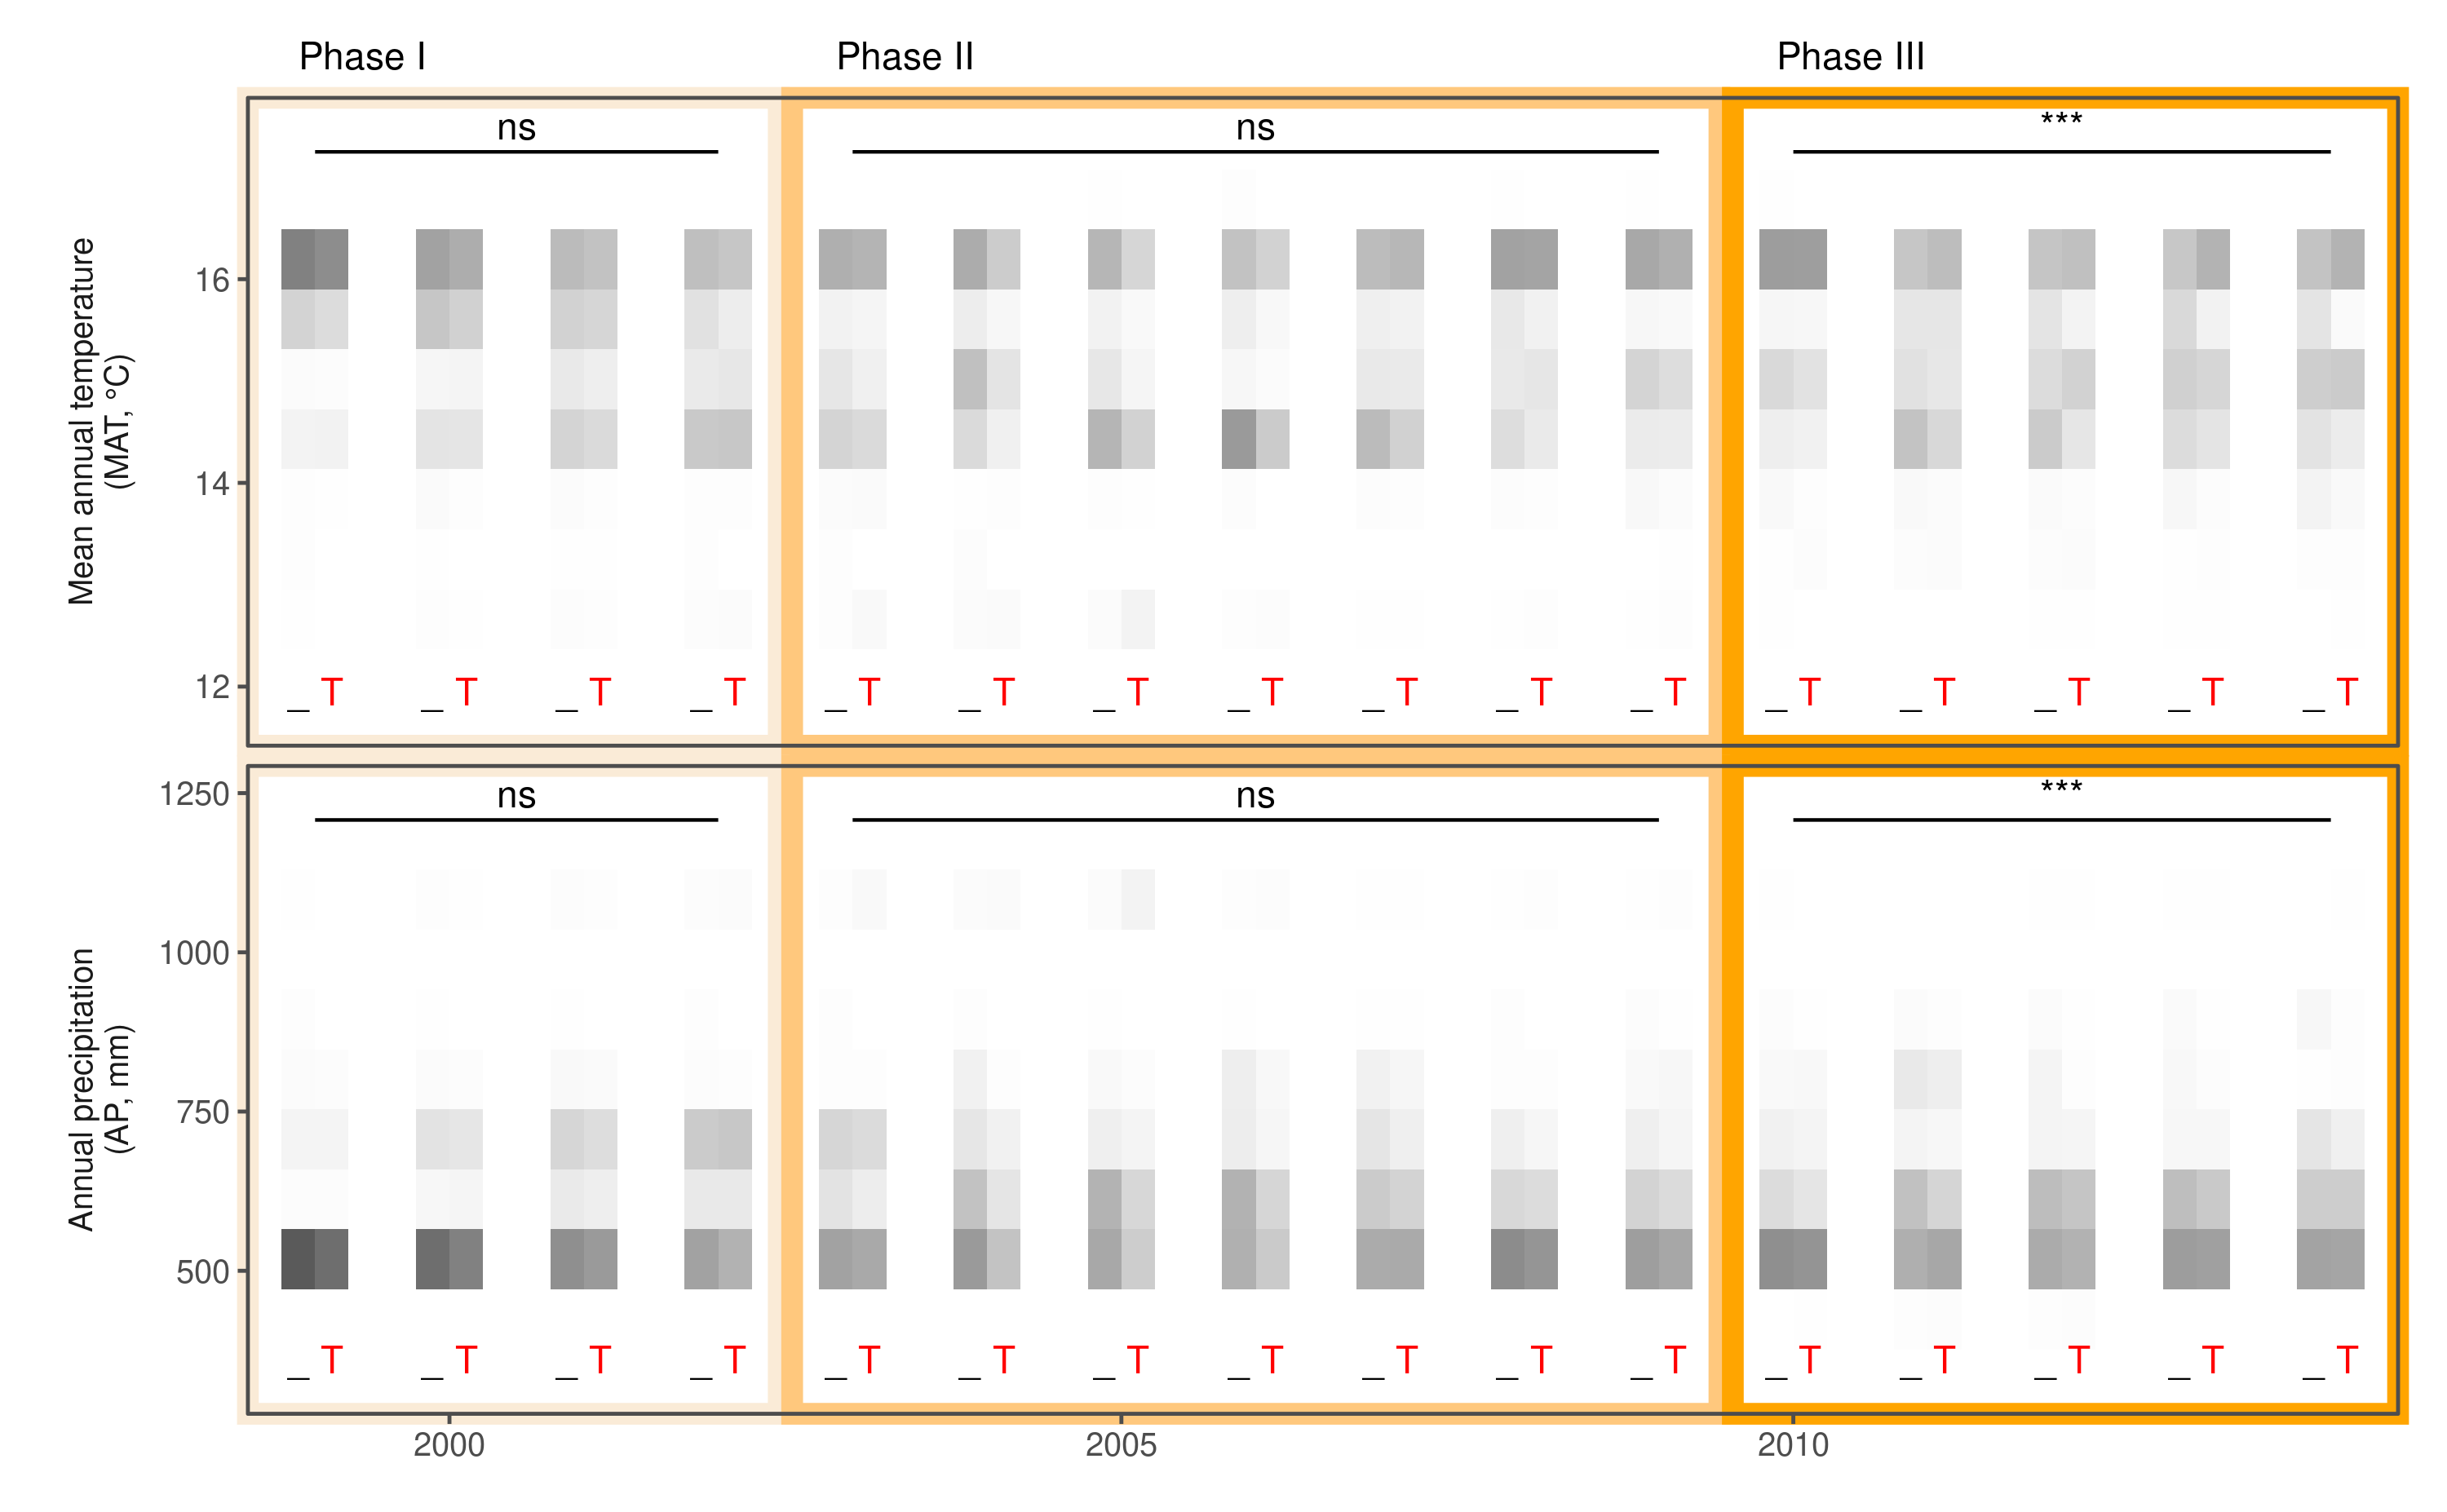 Phase I Phase II Phase III
ns ns ***
Mean annual temperature
(MAT, °C)
16
14
12
_ T _ T _ T _ T _ T _ T _ T _ T _ T _ T _ T _ T _ T _ T _ T _ T
ns ns ***
Annual precipitation
(AP, mm)
1250
1000
750
500
_ T _ T _ T _ T _ T _ T _ T _ T _ T _ T _ T _ T _ T _ T _ T _ T
2000 2005 2010